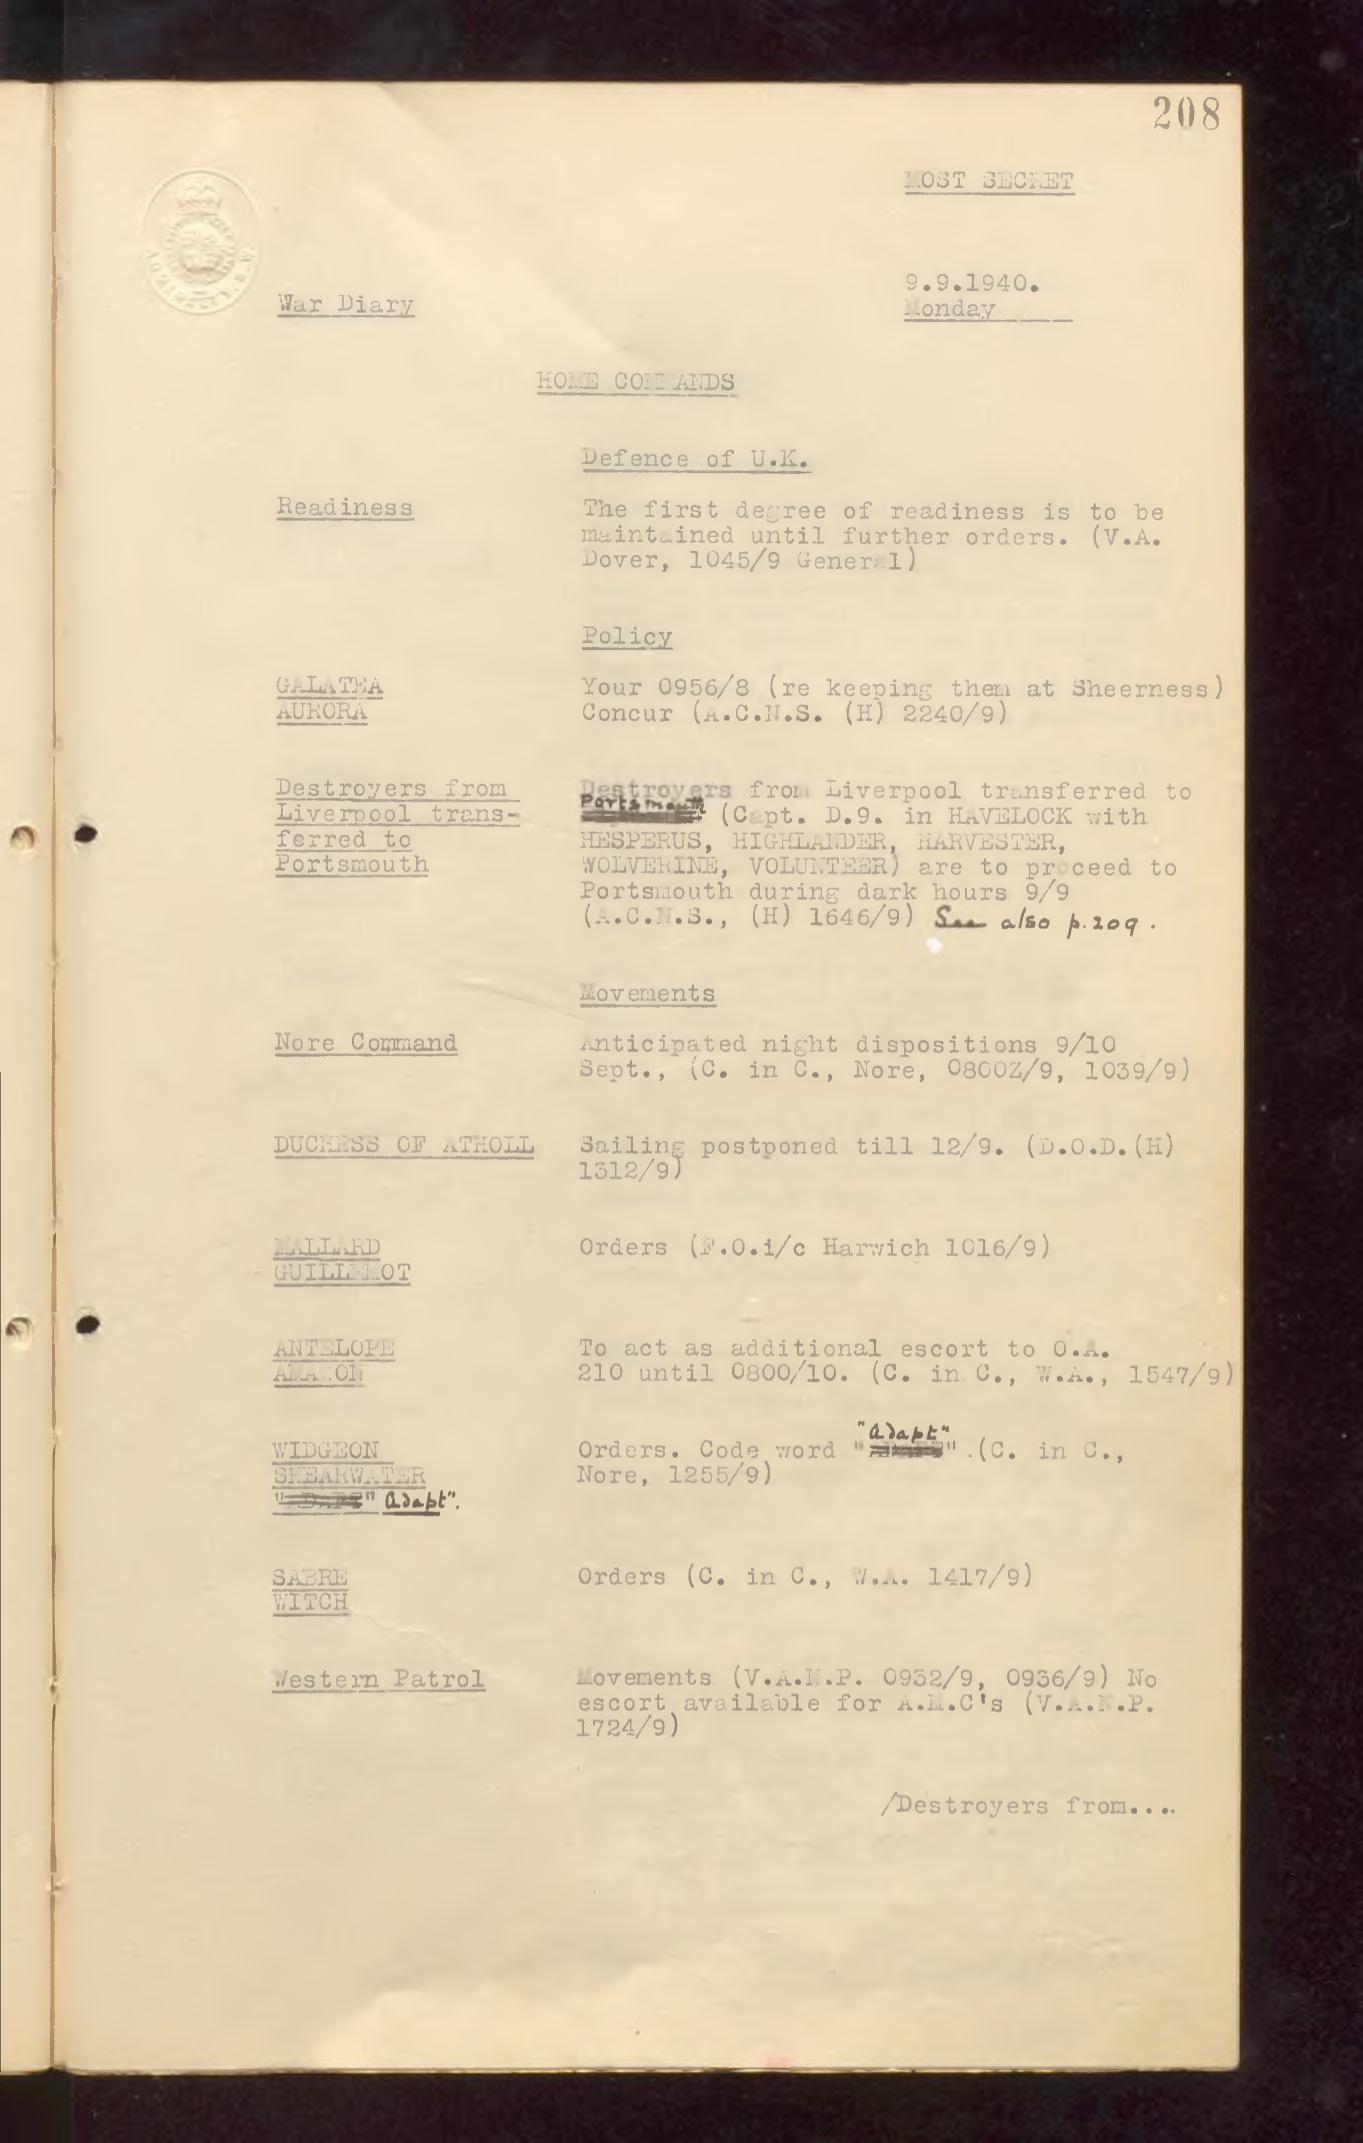 208
MOST SECRET
9.9.1940.
War Diary
Monday
HOME COMMANDS
Defence of U.K.
Readiness
The first degree of readiness is to be
maintained until further orders. (V.A.
Dover, 1045/9 General)
Policy
GALATEA
AURORA
Your 0956/8 (re keeping them at Sheerness)
Concur (A.C.N.S. (H) 2240/9)
Destroyers from
Liverpool trans-
ferred to
Portsmouth
Destroyers from Liverpool transferred to
Portsmouth (Capt. D.9. in HAVELOCK with
HESPERUS, HIGHLANDER, HARVESTER,
WOLVERINE, VOLUNTEER) are to proceed to
Portsmouth during dark hours 9/9
(A.C.N.S., (H) 1646/9) See also p.209.
Movements
Nore Command
Anticipated night dispositions 9/10
Sept., (C. in C., Nore, 0800Z/9, 1039/9)
DUCHESS OF ATHOLL
Sailing postponed till 12/9. (D.O.D.(H)
1312/9)
MALLARD
GUILLEMOT
Orders (F.O.i/c Harwich 1016/9)
ANTELOPE
AMAZON
To act as additional escort to O.A.
210 until 0800/10. (C. in C., W.A., 1547/9)
WIDGEON
SHEARWATER
" " Adapt".
"Adapt"
Orders. Code word " " .(C. in C.,
Nore, 1255/9)
SABRE
WITCH
Orders (C. in C., W.A. 1417/9)
Western Patrol
Movements (V.A.N.P. 0932/9, 0936/9) No
escort available for A.M.C's (V.A.N.P.
1724/9)
/Destroyers from....